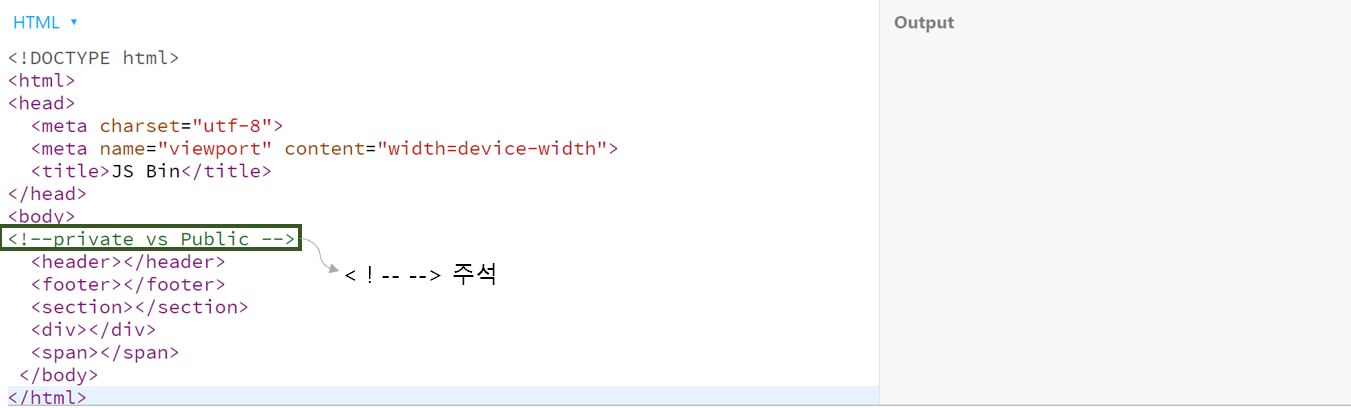 HTML ▾
Output
<!DOCTYPE html>
<html>
<head>
  <meta charset="utf-8">
  <meta name="viewport" content="width=device-width">
  <title>JS Bin</title>
</head>
<body>
<!--private vs Public -->
  <header></header>
<! -- --> 주석
  <footer></footer>
  <section></section>
  <div></div>
  <span></span>
 </body>
</html>